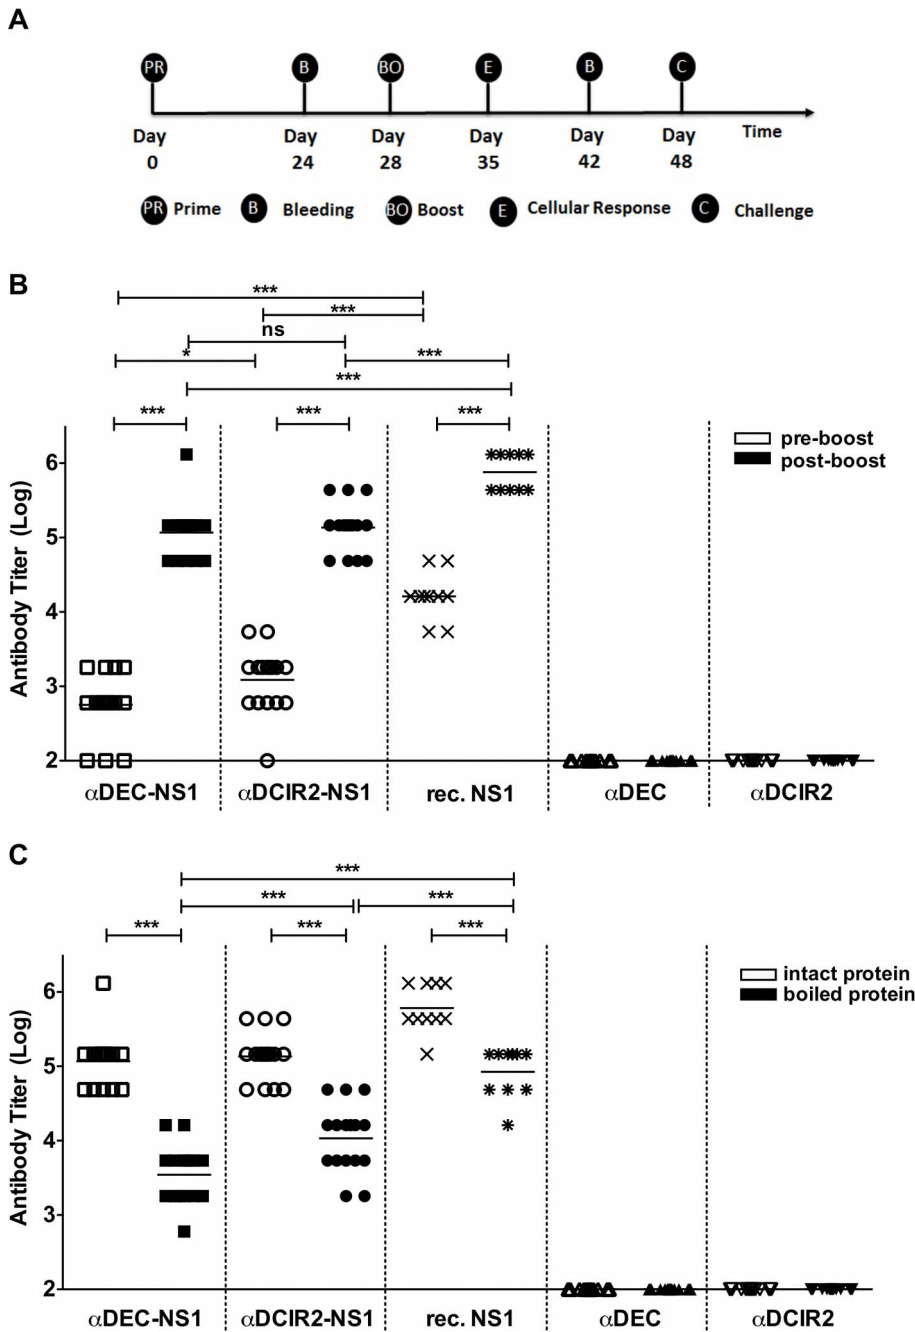 A
PR B BO E B C
Day Day Day Day Day Day Time
0 24 28 35 42 48
PR Prime B Bleeding BO Boost E Cellular Response C Challenge
B
***
***
ns
* ***
***
*** *** ***
pre-boost
post-boost
Antibody Titer (Log)
6
5
4
3
2
αDEC-NS1 αDCIR2-NS1 rec. NS1 αDEC αDCIR2
C
***
*** ***
*** *** ***
intact protein
boiled protein
Antibody Titer (Log)
6
5
4
3
2
αDEC-NS1 αDCIR2-NS1 rec. NS1 αDEC αDCIR2